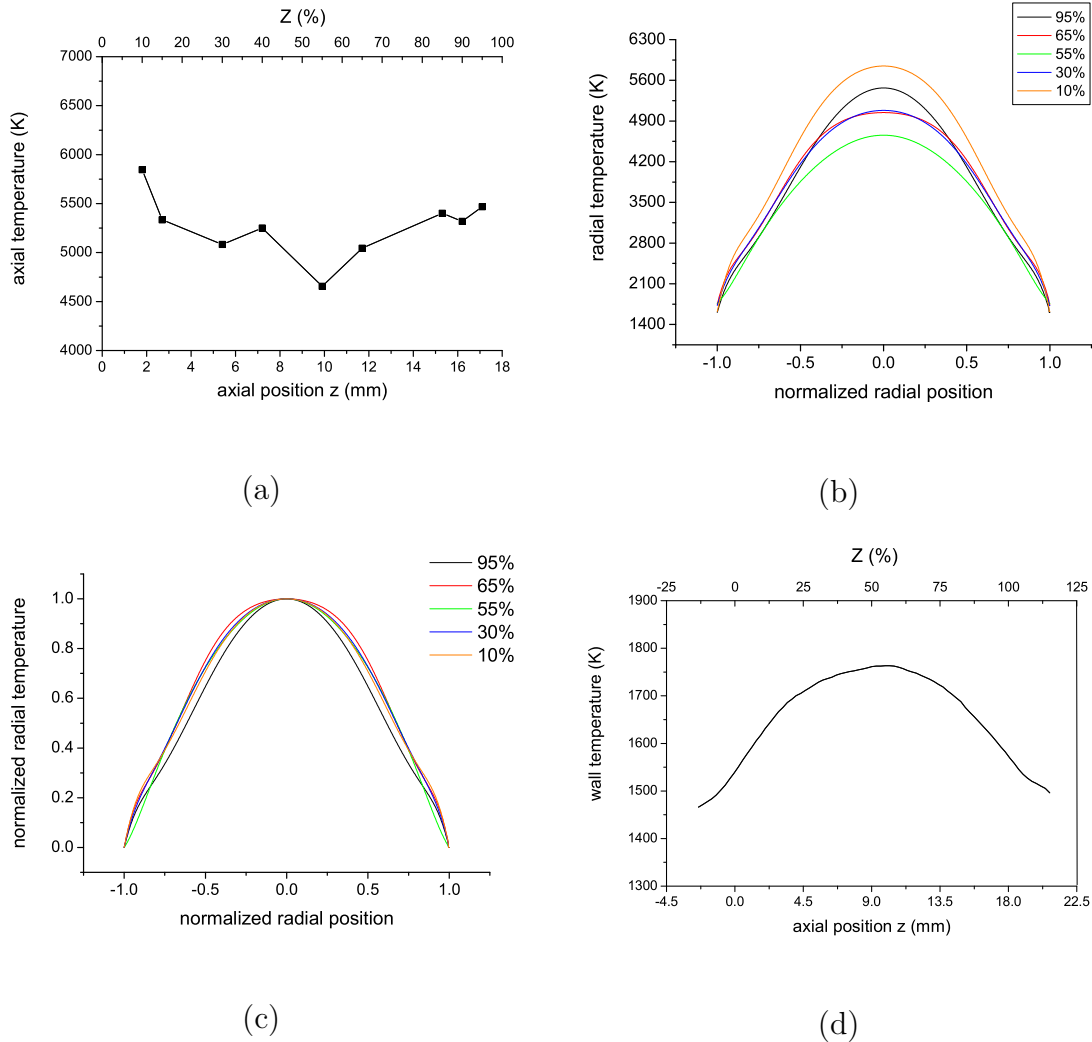 Z (%)
0 10 20 30 40 50 60 70 80 90 100
7000
6500
6000
5500
5000
4500
4000
axial temperature (K)
0 2 4 6 8 10 12 14 16 18
axial position z (mm)
(a)
95%
65%
55%
30%
10%
6300
5600
4900
4200
3500
2800
2100
1400
radial temperature (K)
-1.0 -0.5 0.0 0.5 1.0
normalized radial position
(b)
95%
65%
55%
30%
10%
1.0
0.8
0.6
0.4
0.2
0.0
normalized radial temperature
-1.0 -0.5 0.0 0.5 1.0
normalized radial position
(c)
Z (%)
-25 0 25 50 75 100 125
1900
1800
1700
1600
1500
1400
1300
wall temperature (K)
-4.5 0.0 4.5 9.0 13.5 18.0 22.5
axial position z (mm)
(d)